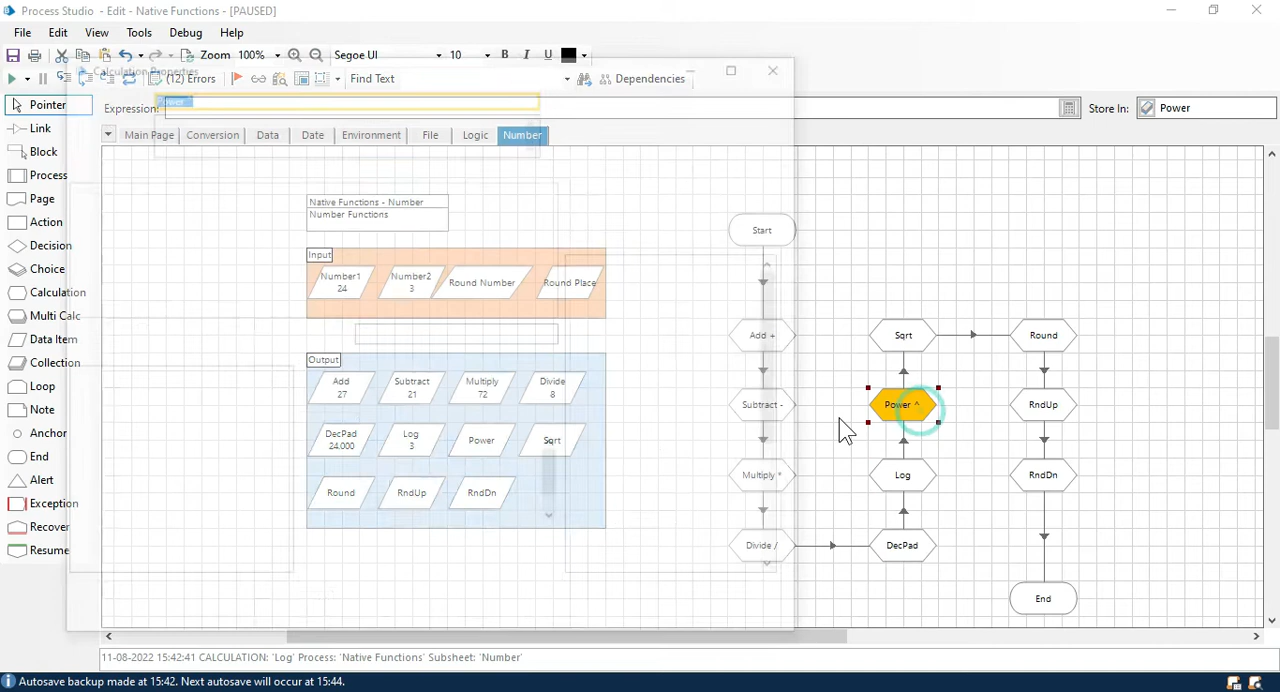 Process Studio - Edit - Native Functions - [PAUSED]
File Edit View Tools Debug Help
Zoom 100% Segoe UI 10 B I U
(12) Errors Find Text Dependencies
Calculation Properties
Expression: Power ^ Store In: Power
Main Page Conversion Data Date Environment File Logic Number
Pointer
Link
Block
Process
Page
Action
Decision
Choice
Calculation
Multi Calc
Data Item
Collection
Loop
Note
Anchor
End
Alert
Exception
Recover
Resume
Native Functions - Number
Number Functions
Input
Number1
24
Number2
3
Round Number
Round Place
Output
Add
27
Subtract
21
Multiply
72
Divide
8
DecPad
24.000
Log
3
Power
Sqrt
Round
RndUp
RndDn
Start
Add +
Subtract -
Multiply *
Divide /
Sqrt
Power ^
Log
DecPad
Round
RndUp
RndDn
End
11-08-2022 15:42:41 CALCULATION: 'Log' Process: 'Native Functions' Subsheet: 'Number'
Autosave backup made at 15:42. Next autosave will occur at 15:44.